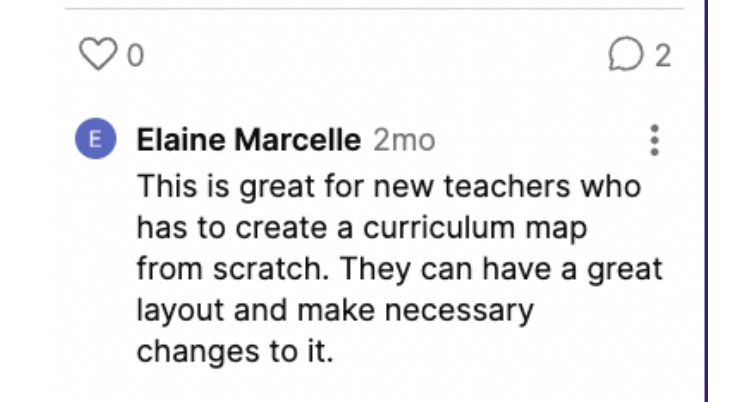 0 2
E Elaine Marcelle 2mo
This is great for new teachers who
has to create a curriculum map
from scratch. They can have a great
layout and make necessary
changes to it.